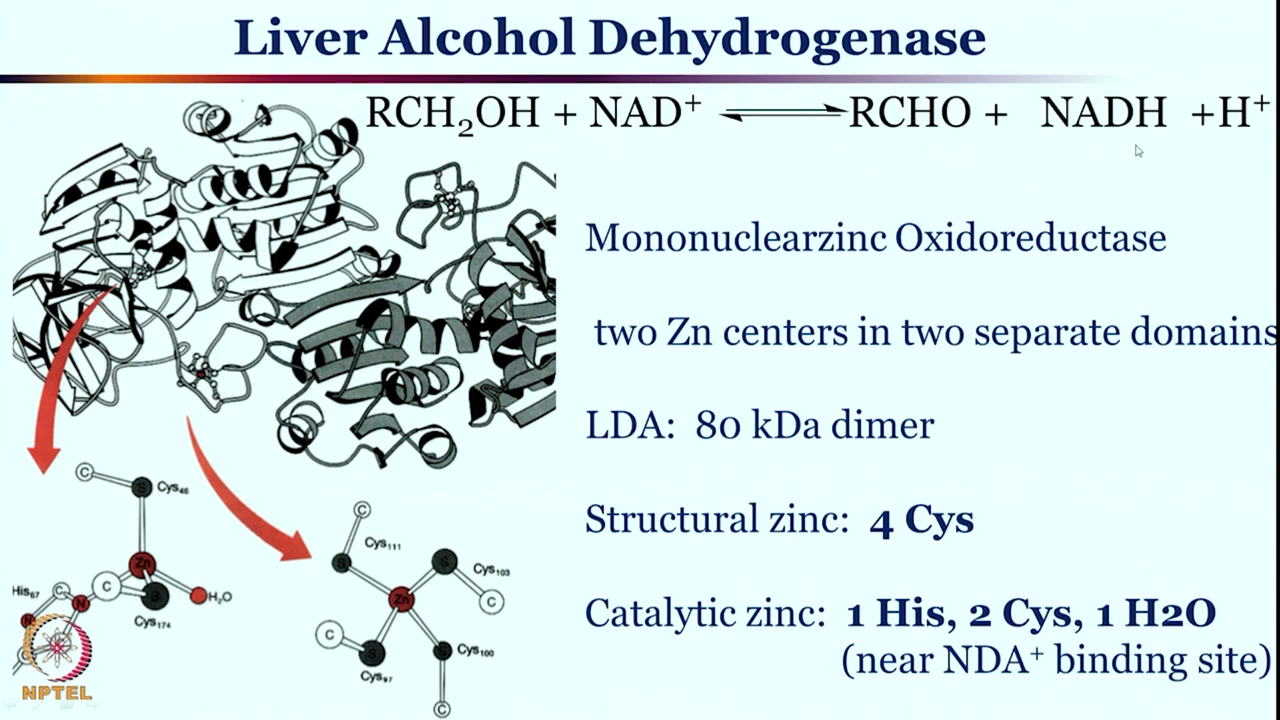 Liver Alcohol Dehydrogenase
RCH₂OH + NAD⁺ ⇌ RCHO + NADH +H⁺
Mononuclearzinc Oxidoreductase
two Zn centers in two separate domains
LDA: 80 kDa dimer
Structural zinc: 4 Cys
Catalytic zinc: 1 His, 2 Cys, 1 H2O
(near NDA⁺ binding site)
C
S
Cys₄₆
Zn
His₆₇
C
C
N
S
H₂O
Cys₁₇₄
C
Cys₁₁₁
S
S
Cys₁₀₃
C
Zn
C
S
Cys₉₇
S
Cys₁₀₀
C
NPTEL